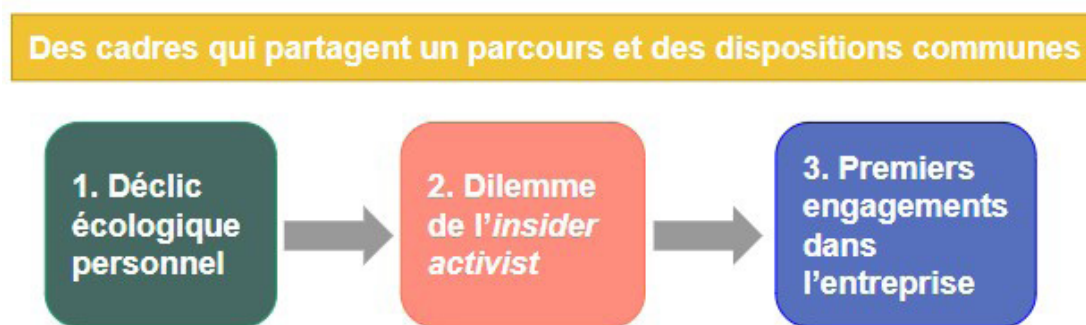 Des cadres qui partagent un parcours et des dispositions communes
1. Déclic
écologique
personnel
2. Dilemme
de l’insider
activist
3. Premiers
engagements
dans
l’entreprise